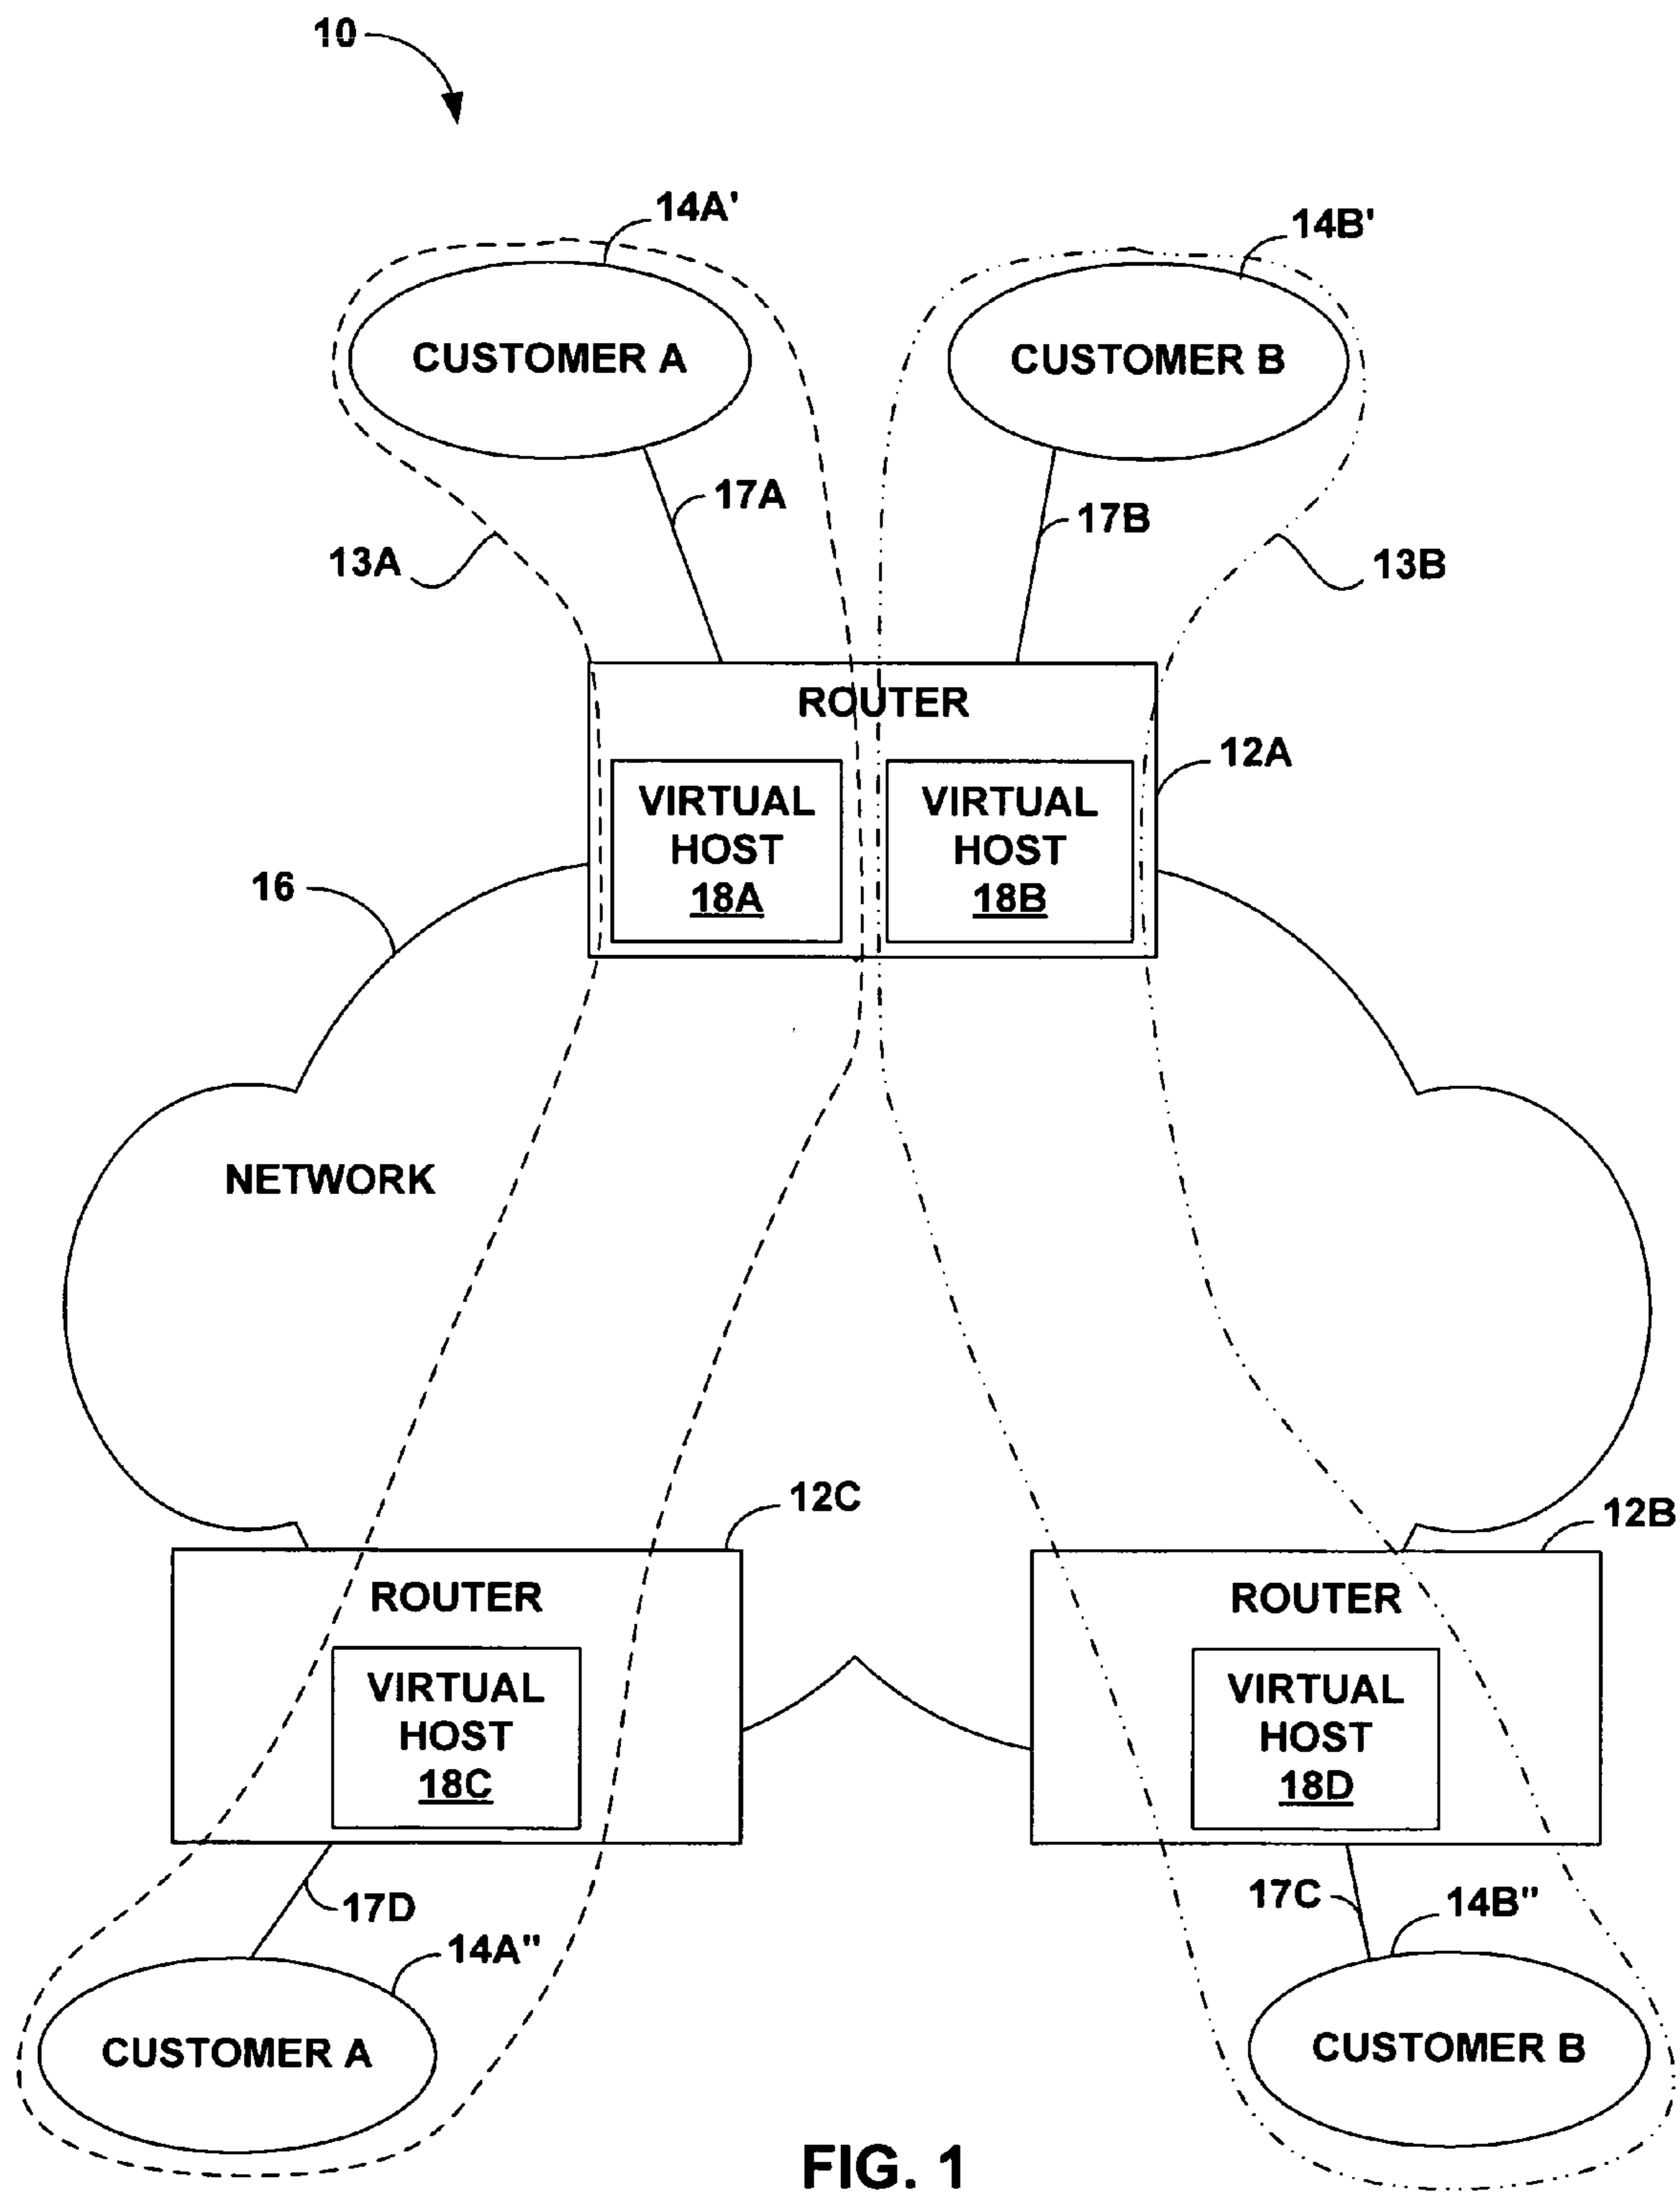 10
14A'
14B'
CUSTOMER A
CUSTOMER B
17A
17B
13A
13B
ROUTER
12A
VIRTUAL
HOST
18A
VIRTUAL
HOST
18B
16
NETWORK
12C
12B
ROUTER
VIRTUAL
HOST
18C
ROUTER
VIRTUAL
HOST
18D
17D
17C
14B"
14A"
CUSTOMER A
CUSTOMER B
FIG. 1